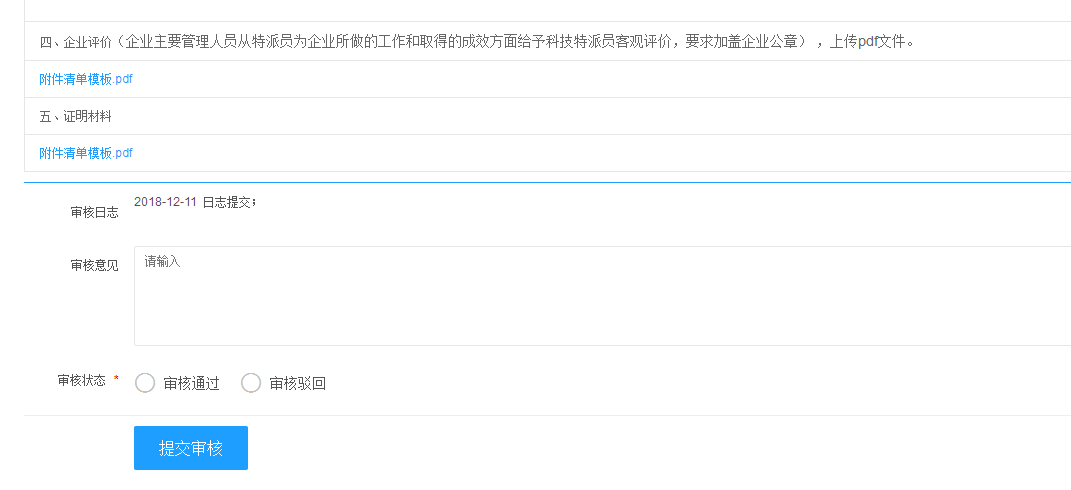 四、企业评价（企业主要管理人员从特派员为企业所做的工作和取得的成效方面给予科技特派员客观评价，要求加盖企业公章），上传pdf文件。
附件清单模板.pdf
五、证明材料
附件清单模板.pdf
审核日志 2018-12-11 日志提交;
审核意见 请输入
审核状态 * 审核通过 审核驳回
提交审核